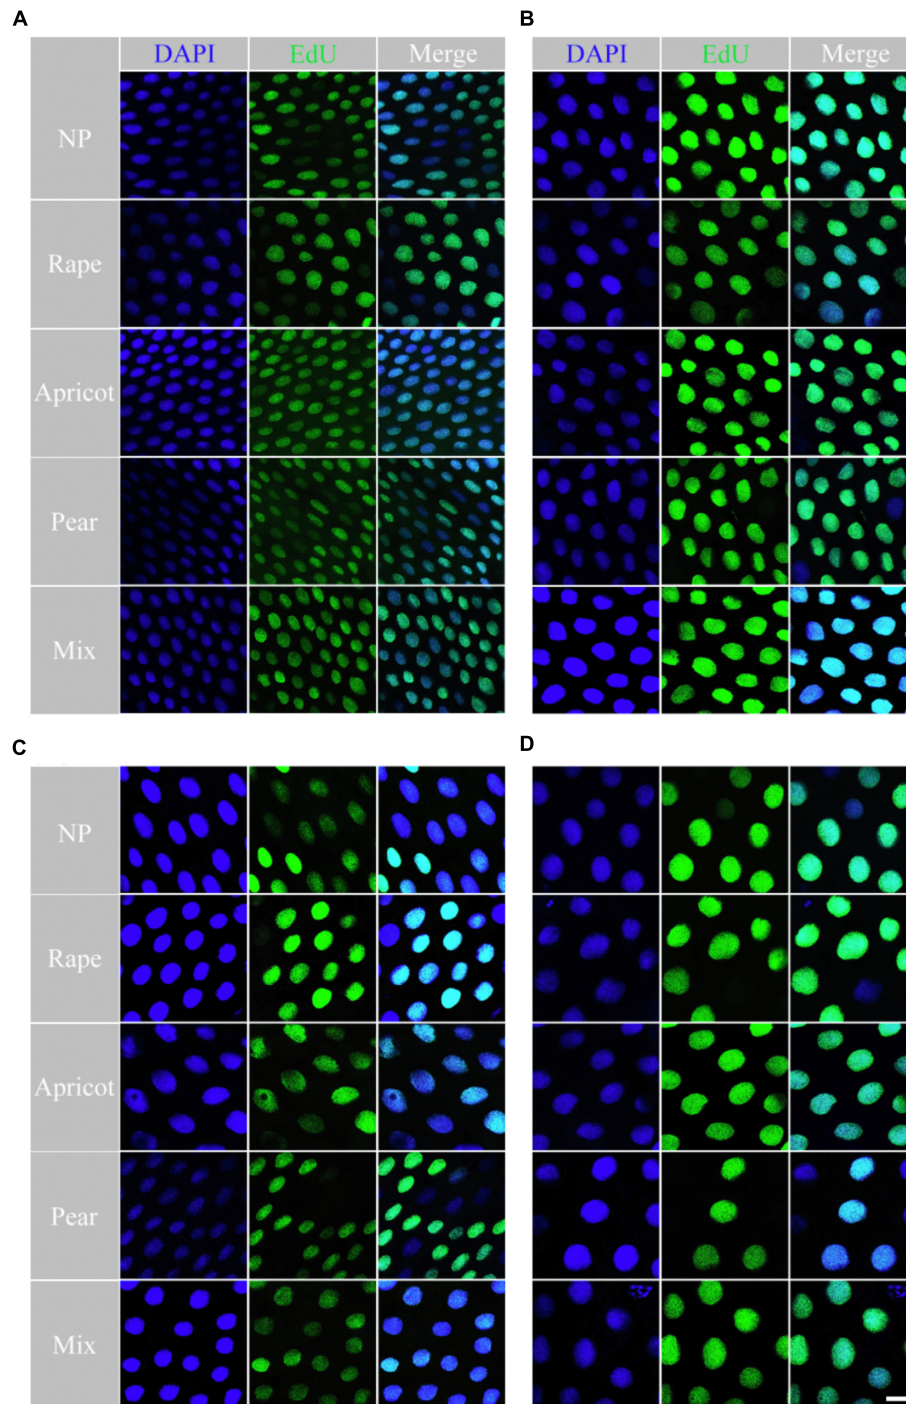 A
DAPI EdU Merge
NP
Rape
Apricot
Pear
Mix
B
DAPI EdU Merge
C
NP
Rape
Apricot
Pear
Mix
D